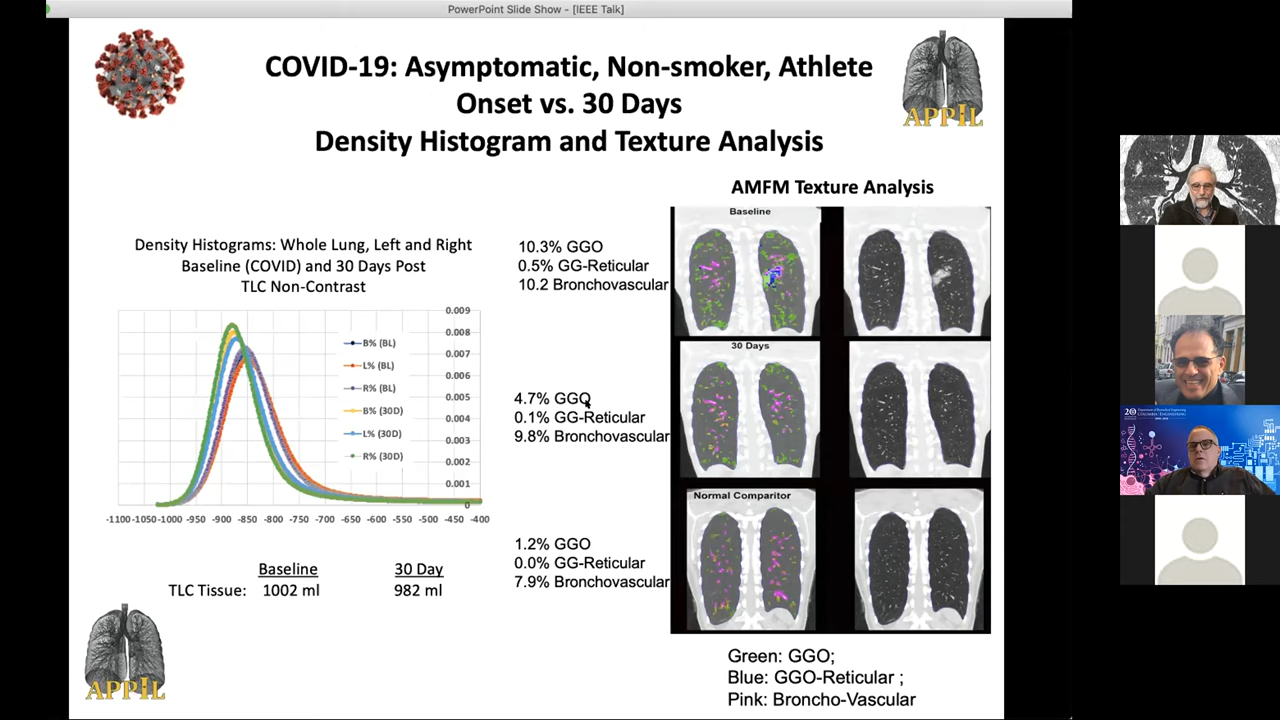 PowerPoint Slide Show - [IEEE Talk]
COVID-19: Asymptomatic, Non-smoker, Athlete
Onset vs. 30 Days
Density Histogram and Texture Analysis
APPIL
AMFM Texture Analysis
Density Histograms: Whole Lung, Left and Right
Baseline (COVID) and 30 Days Post
TLC Non-Contrast
0.009
0.008
0.007
0.006
0.005
0.004
0.003
0.002
0.001
0
B% (BL)
L% (BL)
R% (BL)
B% (30D)
L% (30D)
R% (30D)
-1100 -1050 -1000 -950 -900 -850 -800 -750 -700 -650 -600 -550 -500 -450 -400
Baseline 30 Day
TLC Tissue: 1002 ml 982 ml
APPIL
10.3% GGO
0.5% GG-Reticular
10.2 Bronchovascular
4.7% GGO
0.1% GG-Reticular
9.8% Bronchovascular
1.2% GGO
0.0% GG-Reticular
7.9% Bronchovascular
Baseline
30 Days
Normal Comparitor
Green: GGO;
Blue: GGO-Reticular ;
Pink: Broncho-Vascular
20
Department of Biomedical Engineering
COLUMBIA ENGINEERING